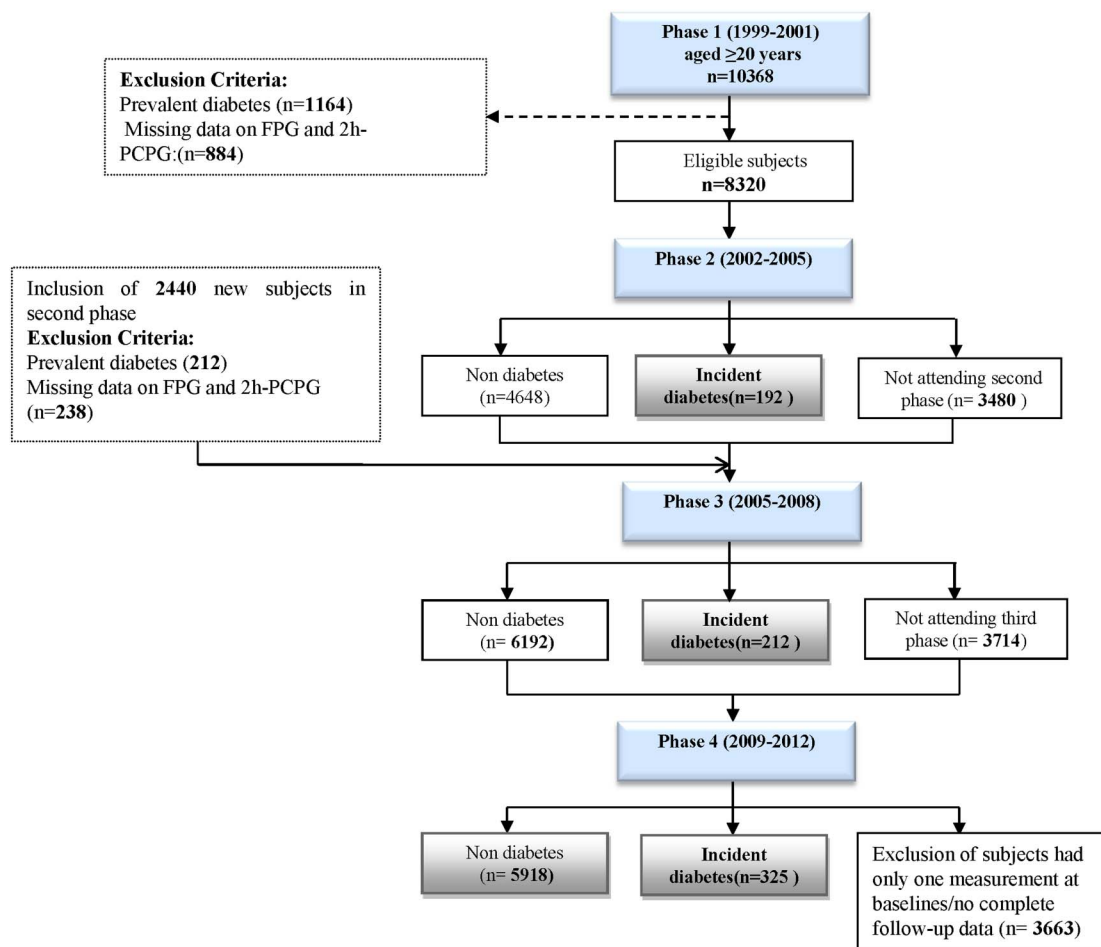 Phase 1 (1999-2001)
aged ≥20 years
n=10368
Exclusion Criteria:
Prevalent diabetes (n=1164)
Missing data on FPG and 2h-
PCPG:(n=884)
Eligible subjects
n=8320
Phase 2 (2002-2005)
Inclusion of 2440 new subjects in
second phase
Exclusion Criteria:
Prevalent diabetes (212)
Missing data on FPG and 2h-PCPG
(n=238)
Non diabetes
(n=4648)
Incident
diabetes(n=192 )
Not attending second
phase (n= 3480 )
Phase 3 (2005-2008)
Non diabetes
(n= 6192)
Incident
diabetes(n=212 )
Not attending third
phase (n= 3714)
Phase 4 (2009-2012)
Non diabetes
(n= 5918)
Incident
diabetes(n=325 )
Exclusion of subjects had
only one measurement at
baselines/no complete
follow-up data (n= 3663)